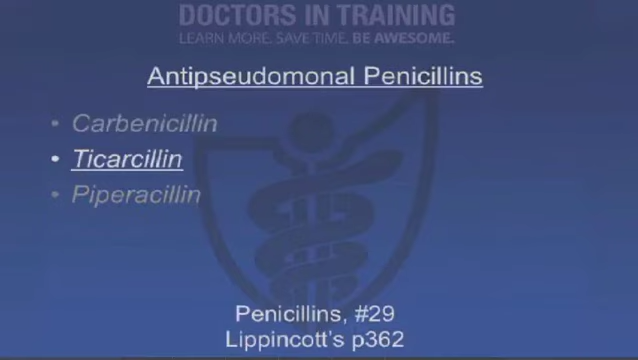 DOCTORS IN TRAINING
LEARN MORE. SAVE TIME. BE AWESOME.
Antipseudomonal Penicillins
• Carbenicillin
• Ticarcillin
• Piperacillin
Penicillins, #29
Lippincott's p362